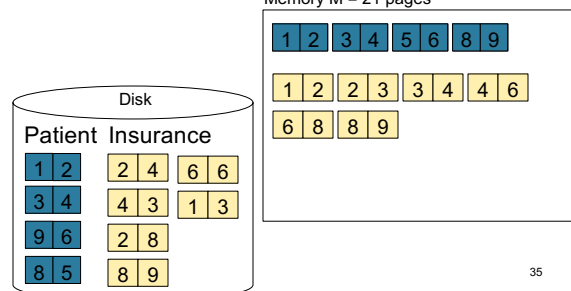 Memory M = 21 pages
1 2 3 4 5 6 8 9
1 2 2 3 3 4 4 6
6 8 8 9
Disk
Patient Insurance
1 2 2 4 6 6
3 4 4 3 1 3
9 6 2 8
8 5 8 9
35